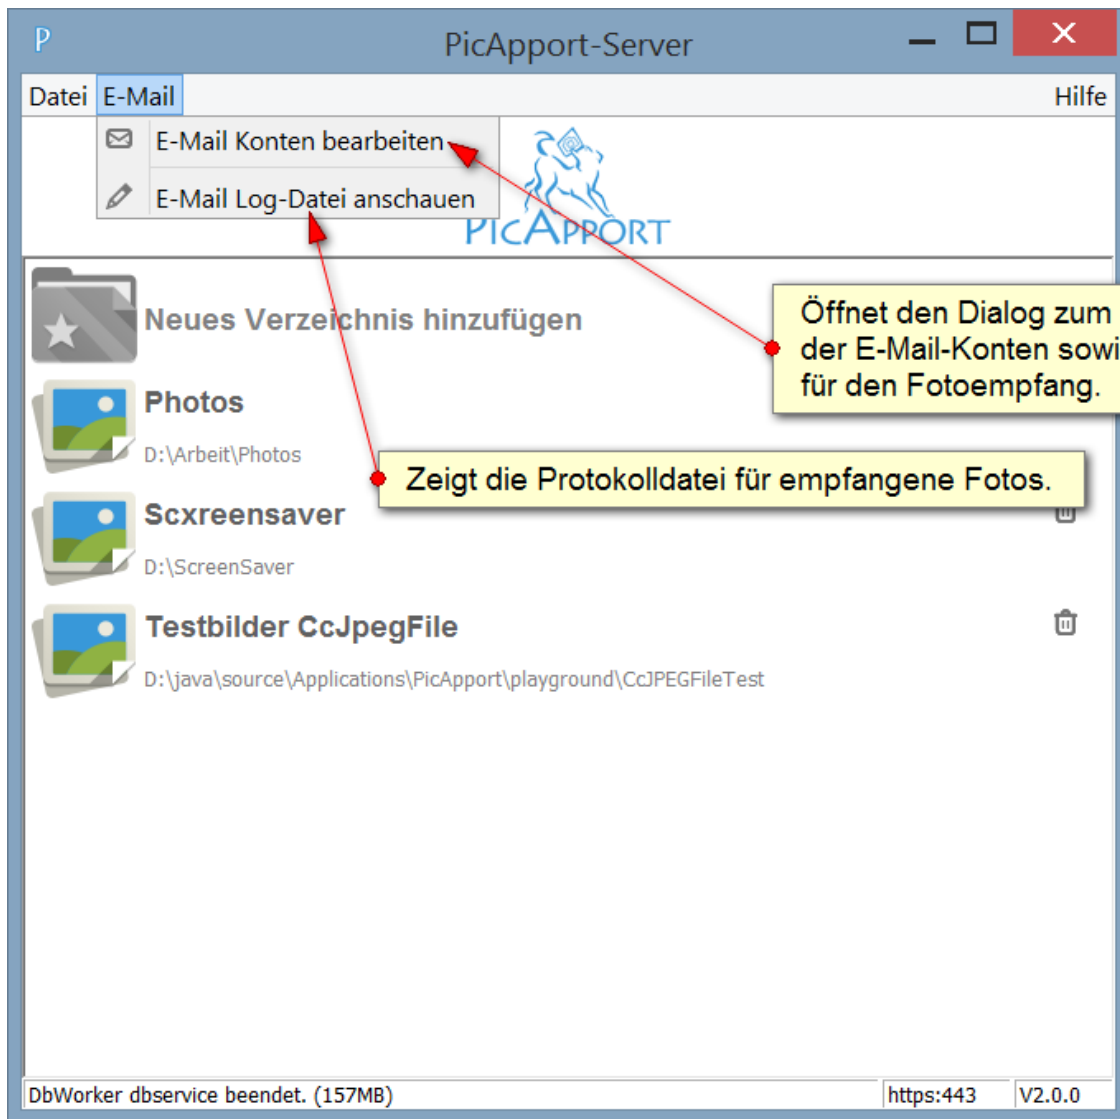 P
PicApport-Server
Datei E-Mail Hilfe
E-Mail Konten bearbeiten
E-Mail Log-Datei anschauen
PICAPPORT
Neues Verzeichnis hinzufügen
Öffnet den Dialog zum
der E-Mail-Konten sowi
für den Fotoempfang.
Photos
D:\Arbeit\Photos
Zeigt die Protokolldatei für empfangene Fotos.
Scxreensaver
D:\ScreenSaver
Testbilder CcJpegFile
D:\java\source\Applications\PicApport\playground\CcJPEGFileTest
DbWorker dbservice beendet. (157MB) https:443 V2.0.0